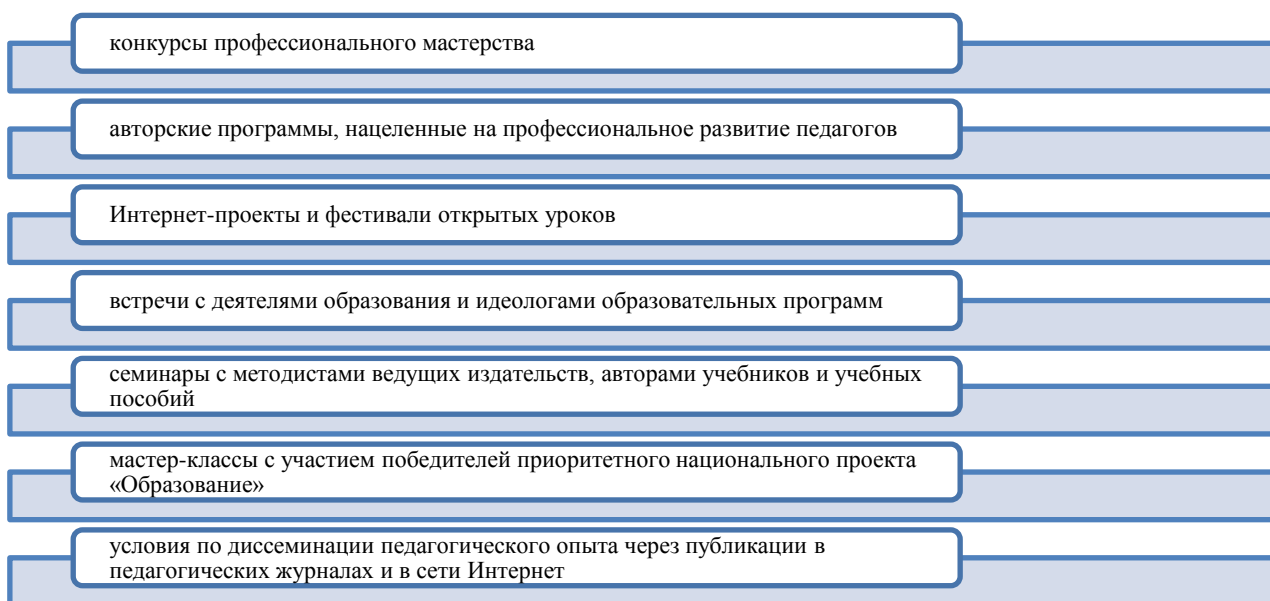 конкурсы профессионального мастерства
авторские программы, нацеленные на профессиональное развитие педагогов
Интернет-проекты и фестивали открытых уроков
встречи с деятелями образования и идеологами образовательных программ
семинары с методистами ведущих издательств, авторами учебников и учебных
пособий
мастер-классы с участием победителей приоритетного национального проекта
«Образование»
условия по диссеминации педагогического опыта через публикации в
педагогических журналах и в сети Интернет